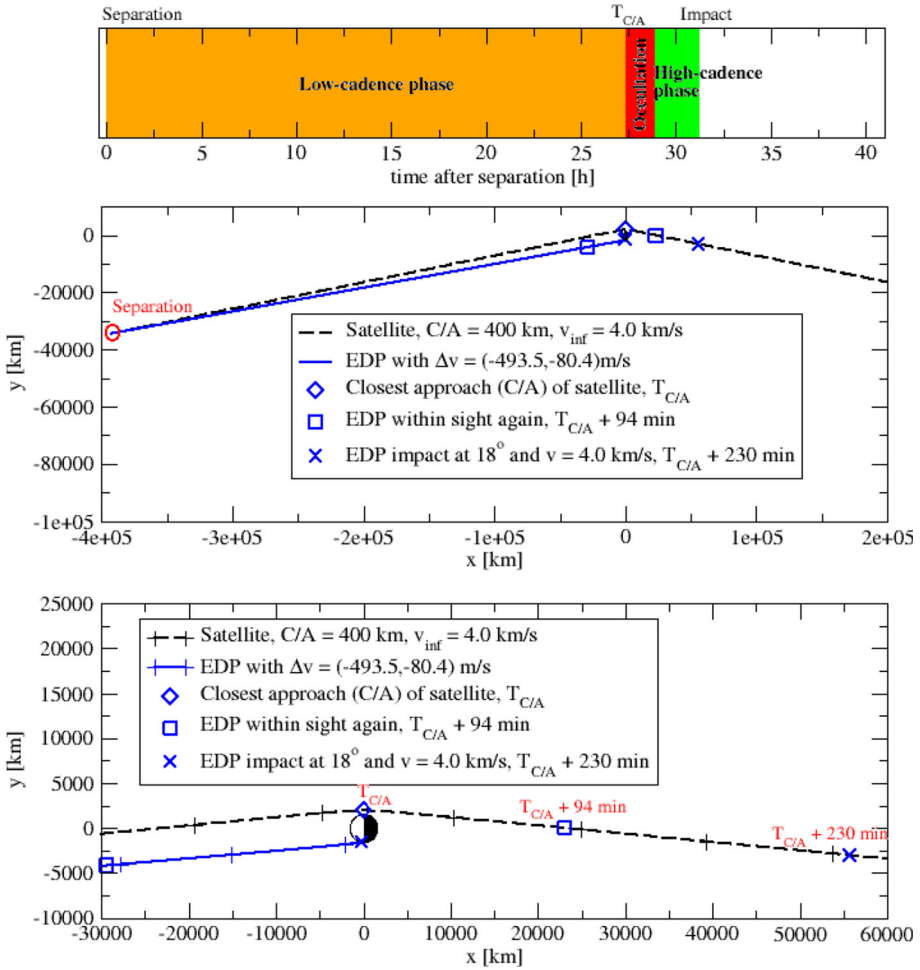 Separation
T_C/A
Impact
Low-cadence phase
Occultation
High-cadence
phase
0 5 10 15 20 25 30 35 40
time after separation [h]
0
-20000
-40000
-60000
-80000
-1e+05
y [km]
Separation
Satellite, C/A = 400 km, v_inf = 4.0 km/s
EDP with Δv = (-493.5,-80.4)m/s
Closest approach (C/A) of satellite, T_C/A
EDP within sight again, T_C/A + 94 min
EDP impact at 18° and v = 4.0 km/s, T_C/A + 230 min
-4e+05 -3e+05 -2e+05 -1e+05 0 1e+05 2e+05
x [km]
25000
20000
15000
10000
5000
0
-5000
-10000
y [km]
Satellite, C/A = 400 km, v_inf = 4.0 km/s
EDP with Δv = (-493.5,-80.4) m/s
Closest approach (C/A) of satellite, T_C/A
EDP within sight again, T_C/A + 94 min
EDP impact at 18° and v = 4.0 km/s, T_C/A + 230 min
T_C/A
T_C/A + 94 min
T_C/A + 230 min
-30000 -20000 -10000 0 10000 20000 30000 40000 50000 60000
x [km]